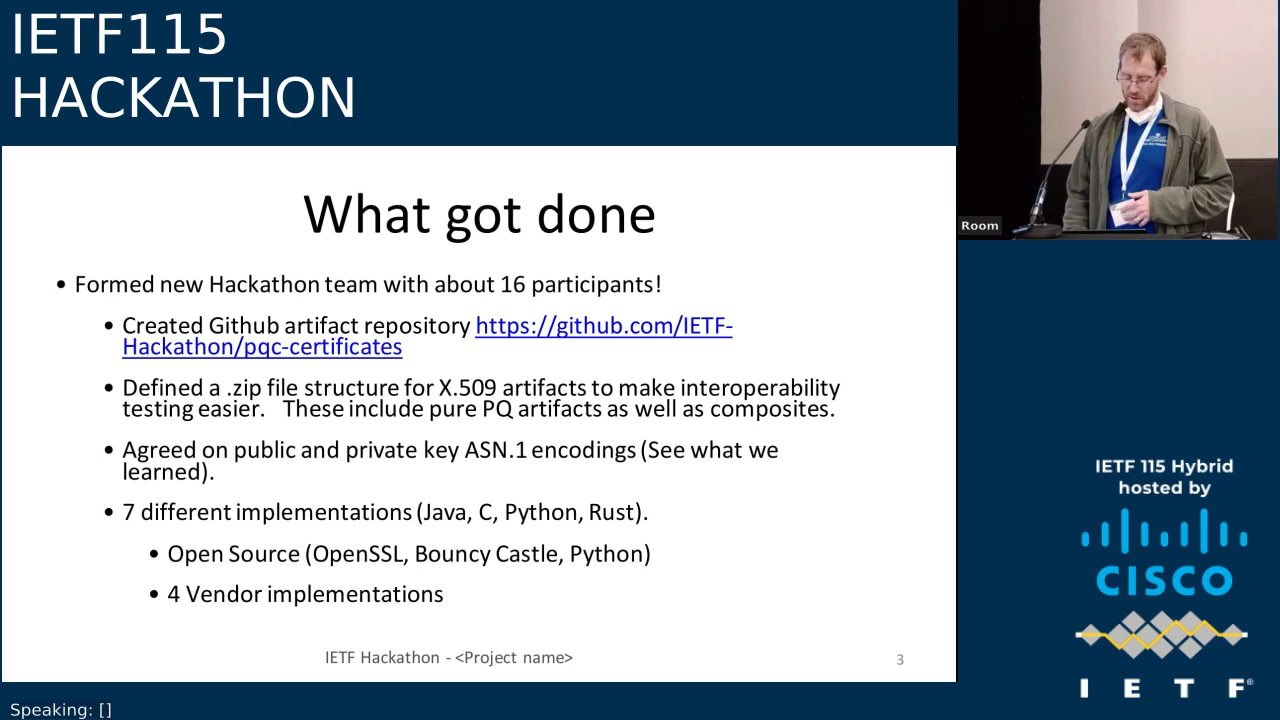 IETF115
HACKATHON
Room
What got done
• Formed new Hackathon team with about 16 participants!
• Created Github artifact repository https://github.com/IETF-
Hackathon/pqc-certificates
• Defined a .zip file structure for X.509 artifacts to make interoperability
testing easier. These include pure PQ artifacts as well as composites.
• Agreed on public and private key ASN.1 encodings (See what we
learned).
• 7 different implementations (Java, C, Python, Rust).
• Open Source (OpenSSL, Bouncy Castle, Python)
• 4 Vendor implementations
IETF Hackathon - <Project name>
3
IETF 115 Hybrid
hosted by
CISCO
I E T F®
Speaking: []